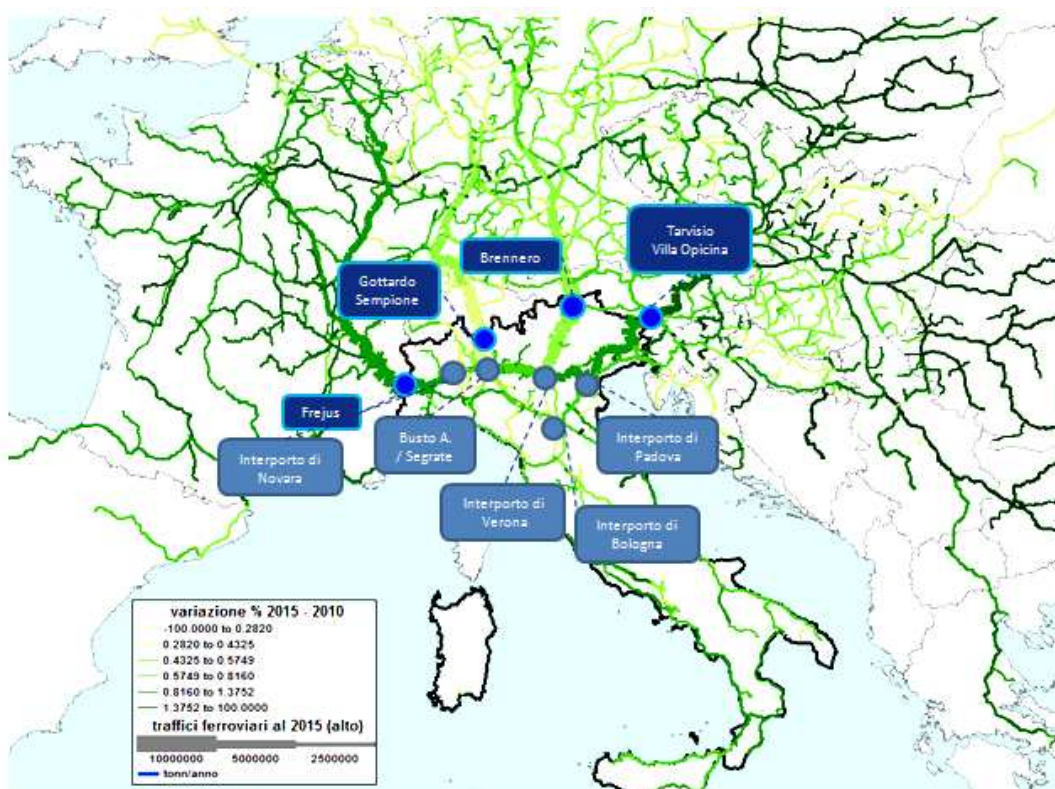 Tarvisio
Villa Opicina
Brennero
Gottardo
Sempione
Frejus
Busto A.
/ Segrate
Interporto di
Novara
Interporto di
Padova
Interporto di
Verona
Interporto di
Bologna
variazione % 2015 - 2010
-100.0000 to 0.2820
0.2820 to 0.4325
0.4325 to 0.5749
0.5749 to 0.8160
0.8160 to 1.3752
1.3752 to 100.0000
traffici ferroviari al 2015 (alto)
10000000 5000000 2500000
tonn/anno